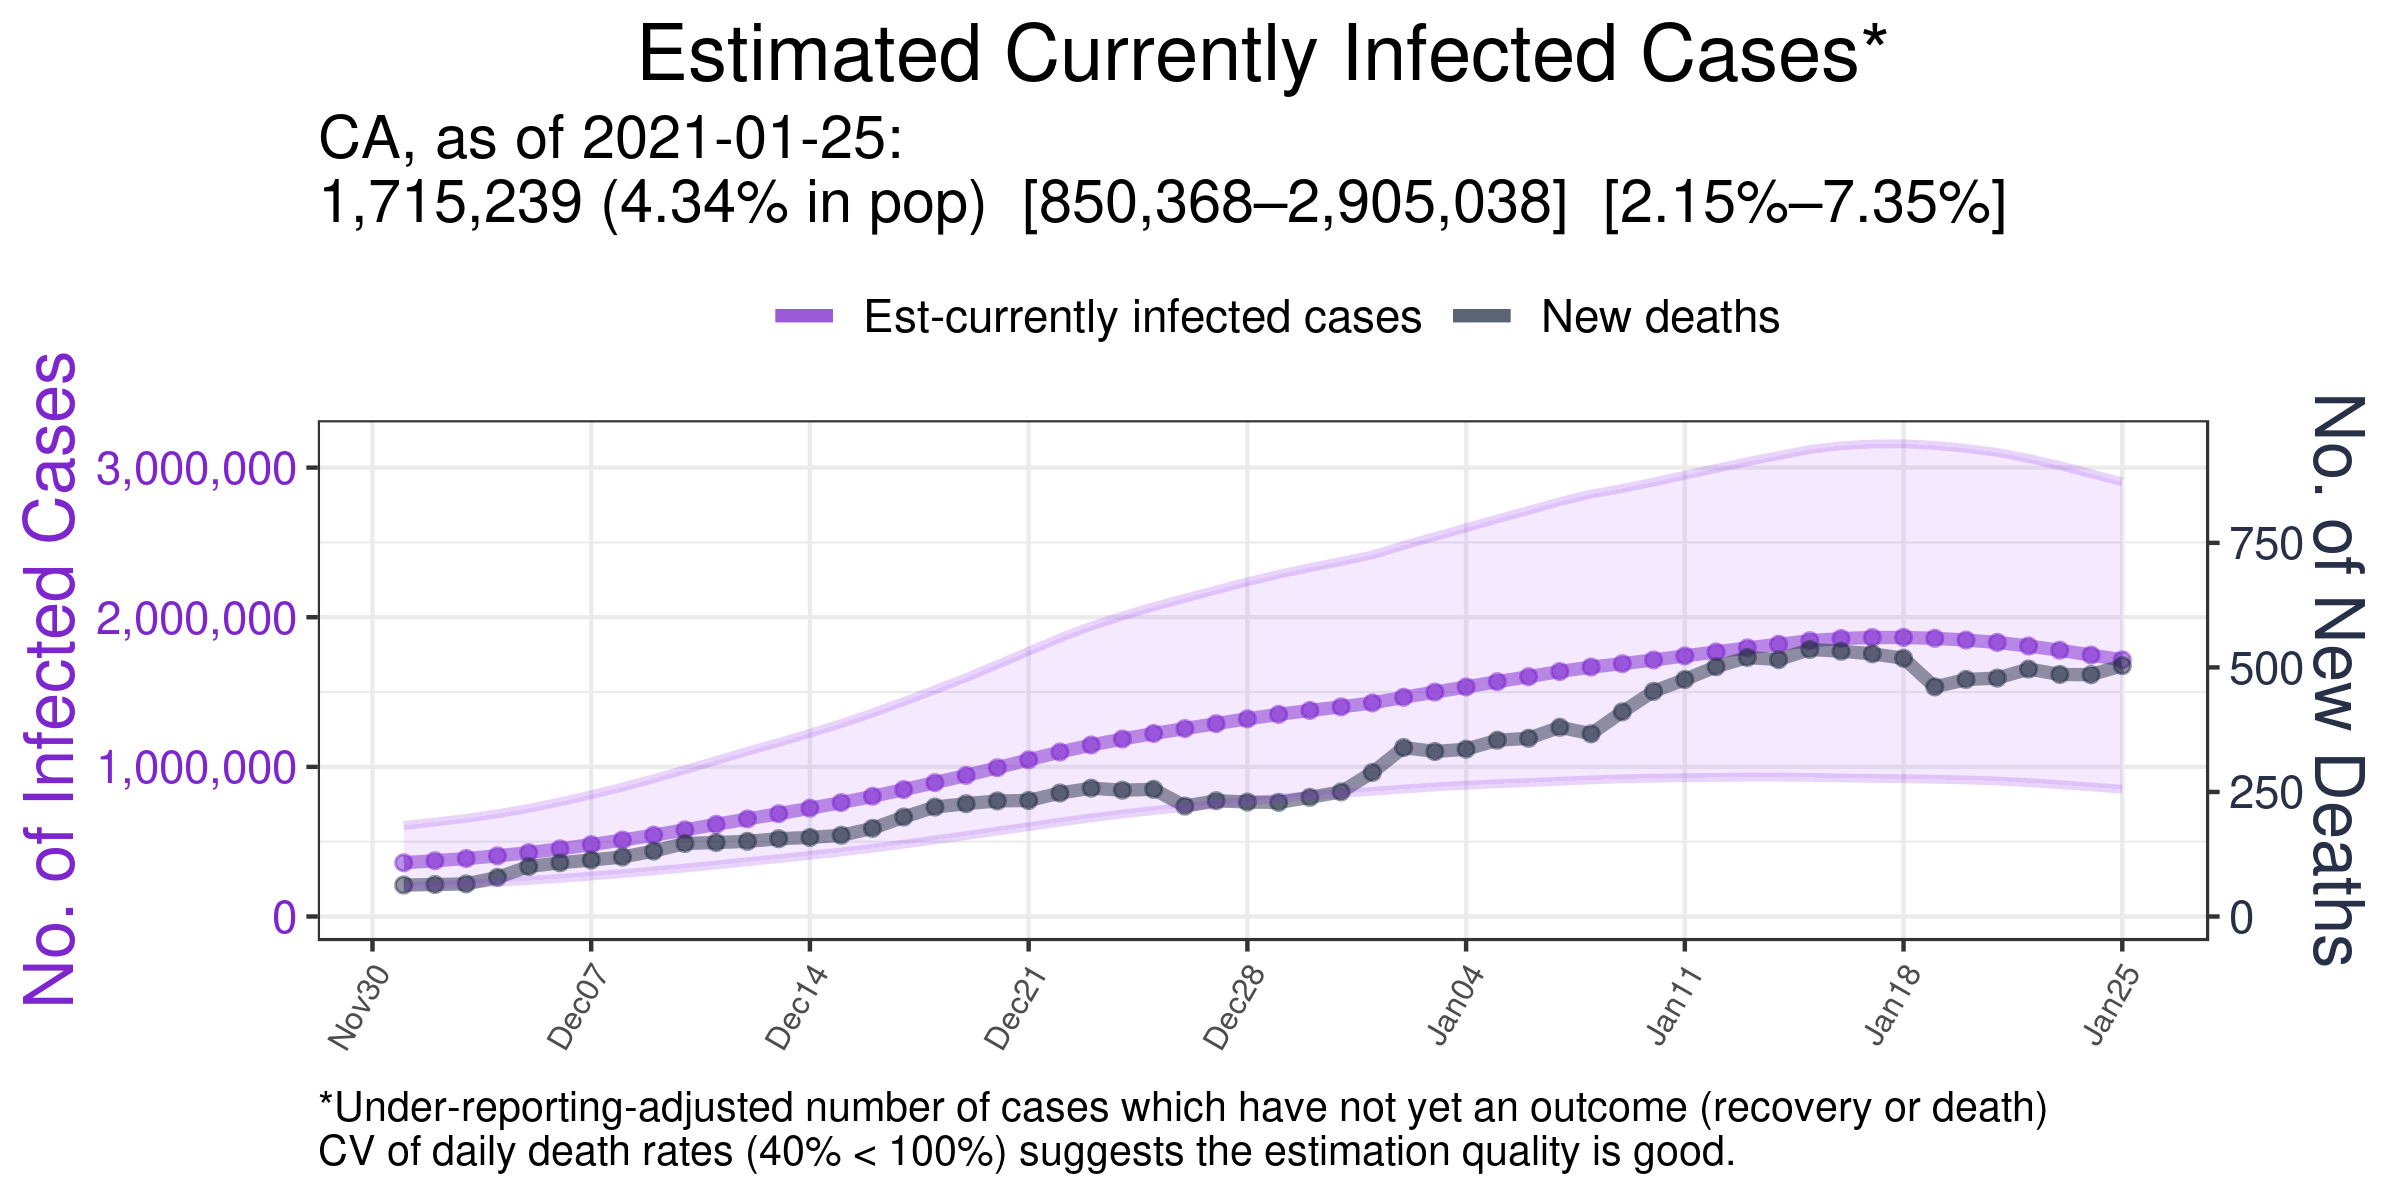 Estimated Currently Infected Cases*
CA, as of 2021-01-25:
1,715,239 (4.34% in pop) [850,368–2,905,038] [2.15%–7.35%]
Est-currently infected cases
New deaths
No. of Infected Cases
3,000,000
2,000,000
1,000,000
0
750
500
250
0
No. of New Deaths
Nov30
Dec07
Dec14
Dec21
Dec28
Jan04
Jan11
Jan18
Jan25
*Under-reporting-adjusted number of cases which have not yet an outcome (recovery or death)
CV of daily death rates (40% < 100%) suggests the estimation quality is good.